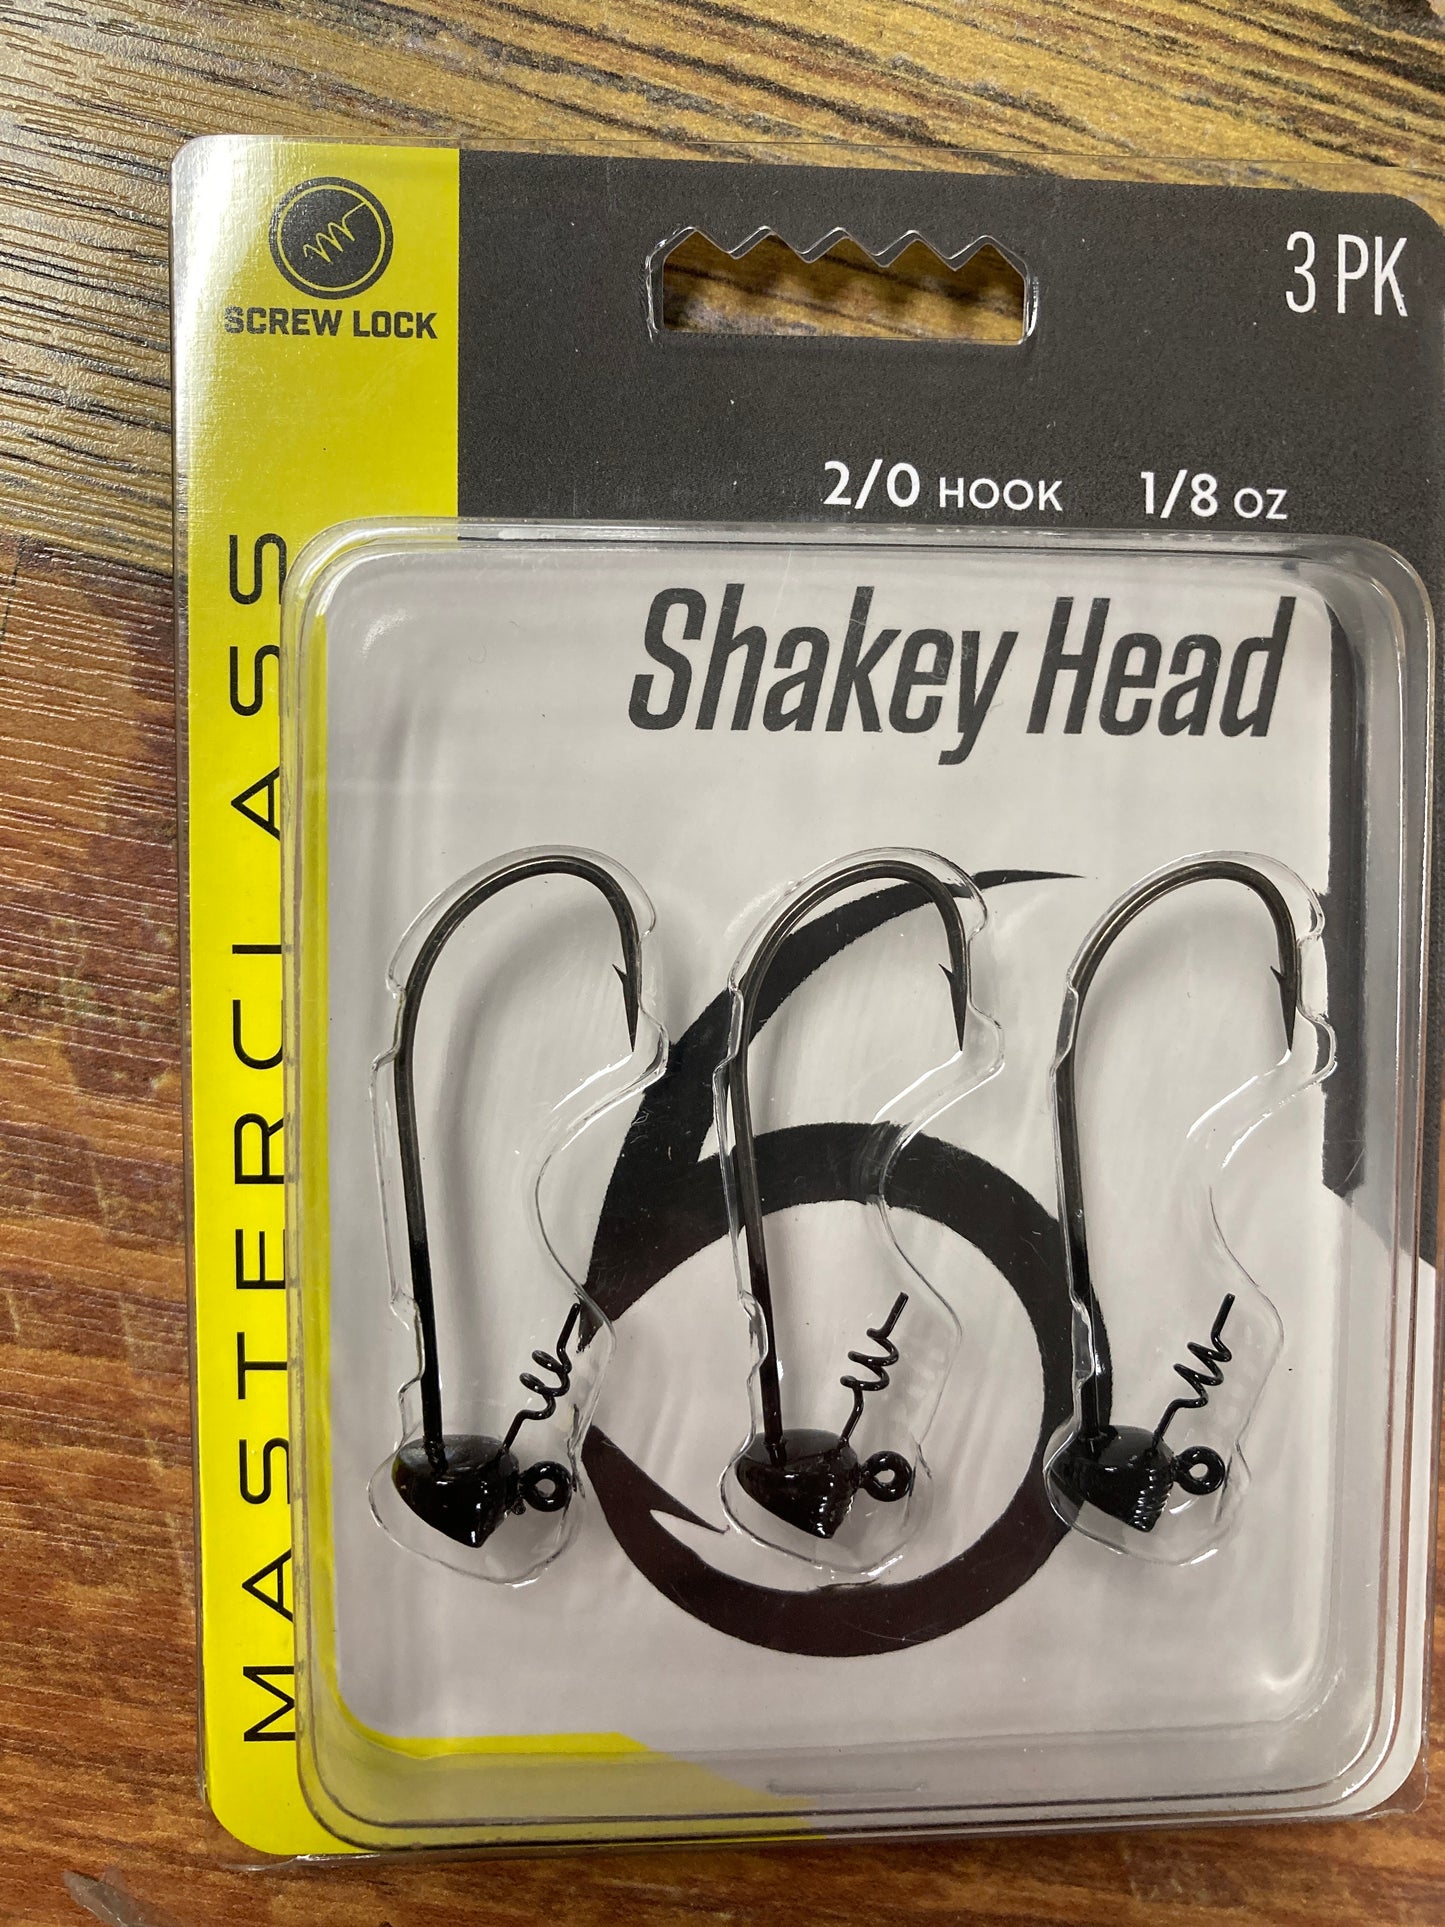 SCREW LOCK
3 PK
2/0 HOOK 1/8 OZ
Shakey Head
MASTERCLASS